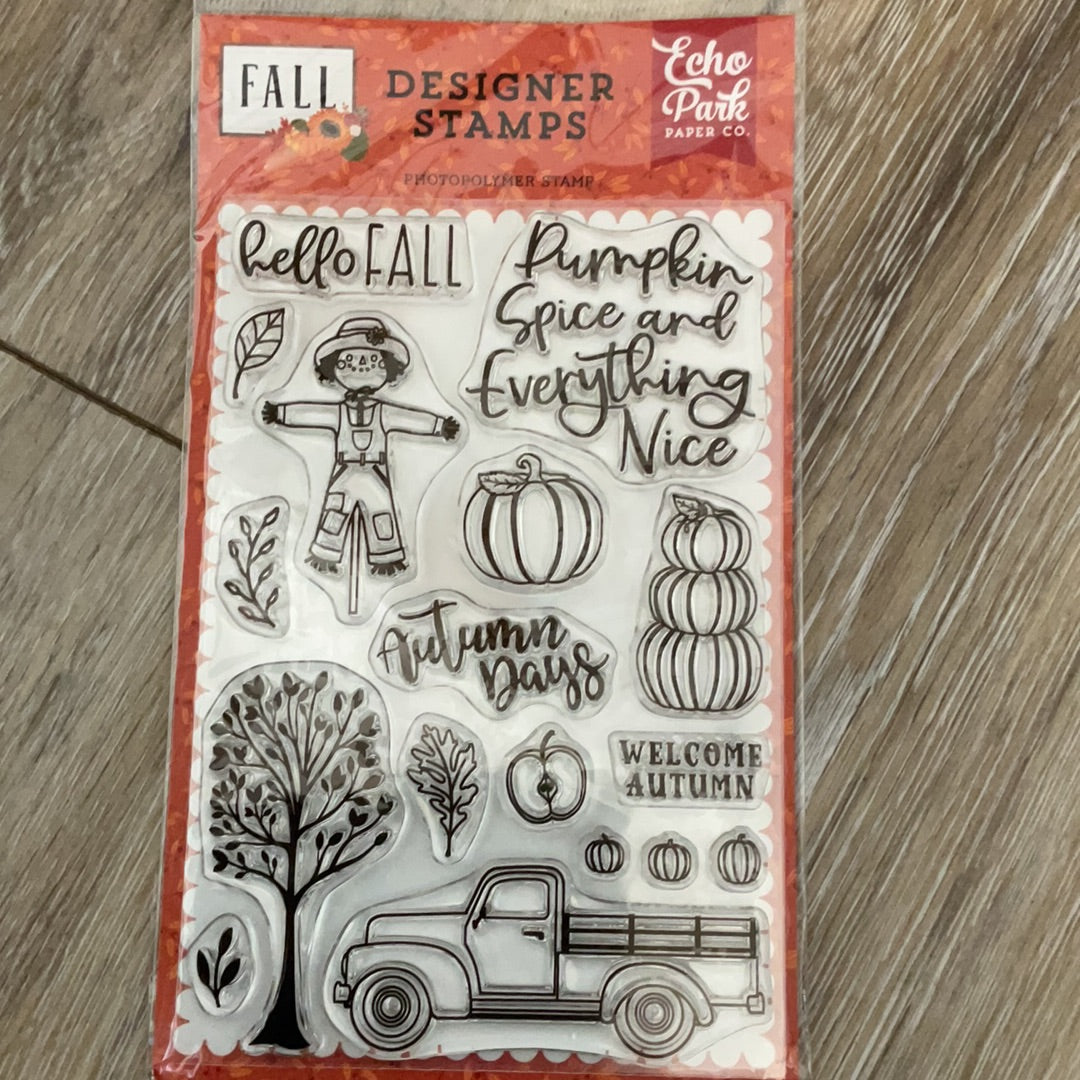 FALL
DESIGNER
STAMPS
Echo
Park
PAPER CO.
PHOTOPOLYMER STAMP
hello FALL
Pumpkin
Spice and
Everything
Nice
Autumn
Days
WELCOME
AUTUMN